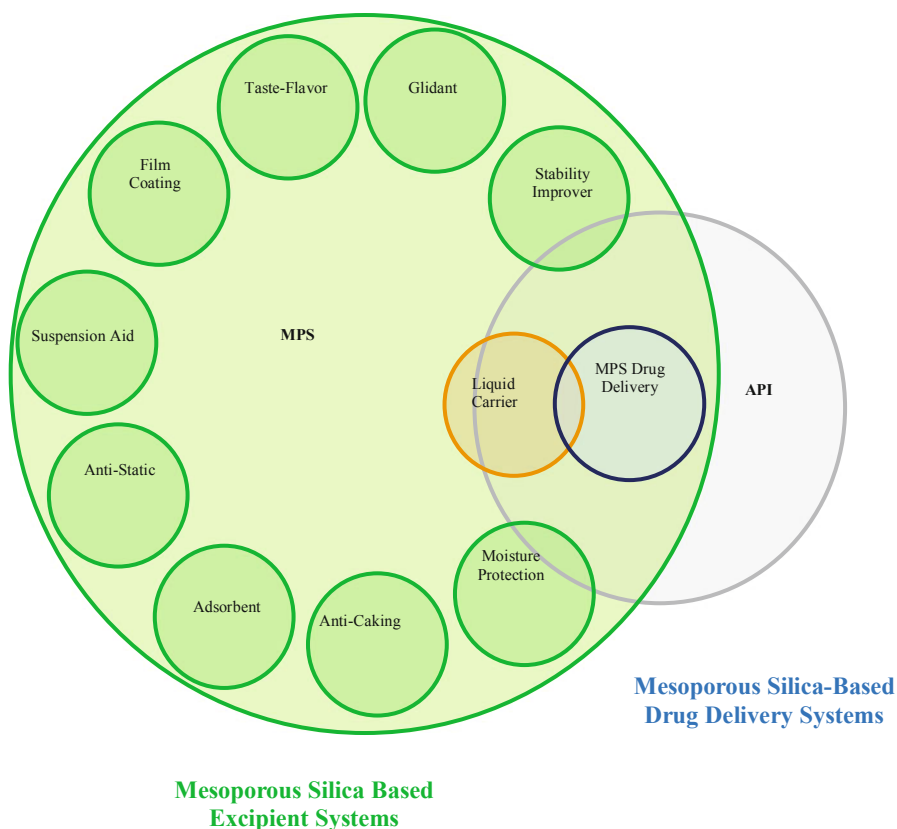 Taste-Flavor
Glidant
Film
Coating
Stability
Improver
Suspension Aid
MPS
Liquid
Carrier
MPS Drug
Delivery
API
Anti-Static
Moisture
Protection
Adsorbent
Anti-Caking
Mesoporous Silica-Based
Drug Delivery Systems
Mesoporous Silica Based
Excipient Systems